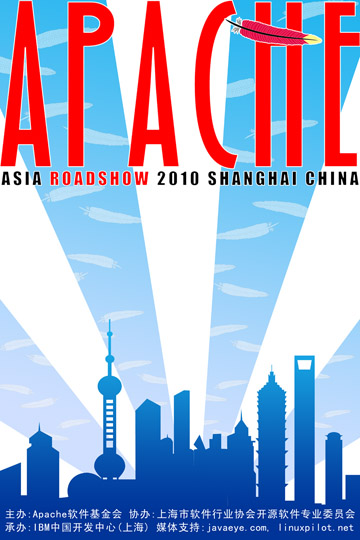 APACHE
ASIA ROADSHOW 2010 SHANGHAI CHINA
主办:Apache软件基金会 协办:上海市软件行业协会开源软件专业委员会
承办:IBM中国开发中心(上海) 媒体支持:javaeye.com, linuxpilot.net